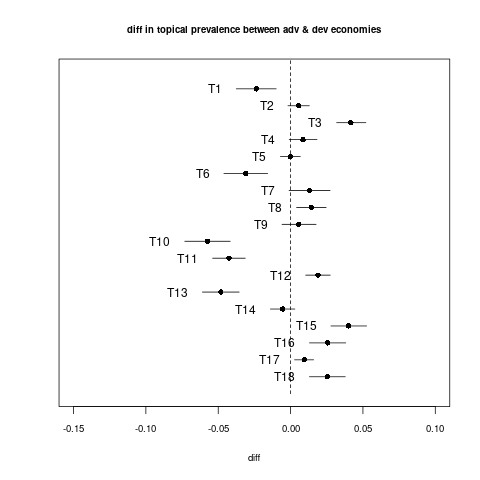 diff in topical prevalence between adv & dev economies
T1
T2
T3
T4
T5
T6
T7
T8
T9
T10
T11
T12
T13
T14
T15
T16
T17
T18
-0.15 -0.10 -0.05 0.00 0.05 0.10
diff